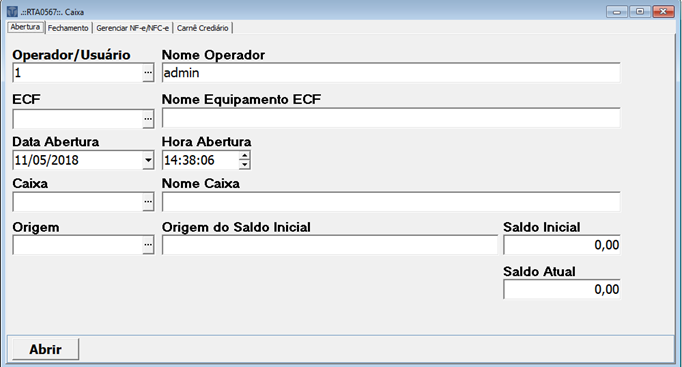 .::RTA0567::. Caixa
Abertura Fechamento Gerenciar NF-e/NFC-e Carnê Crediário
Operador/Usuário Nome Operador
1 ... admin
ECF Nome Equipamento ECF
...
Data Abertura Hora Abertura
11/05/2018 14:38:06
Caixa Nome Caixa
...
Origem Origem do Saldo Inicial Saldo Inicial
... 0,00
Saldo Atual
0,00
Abrir